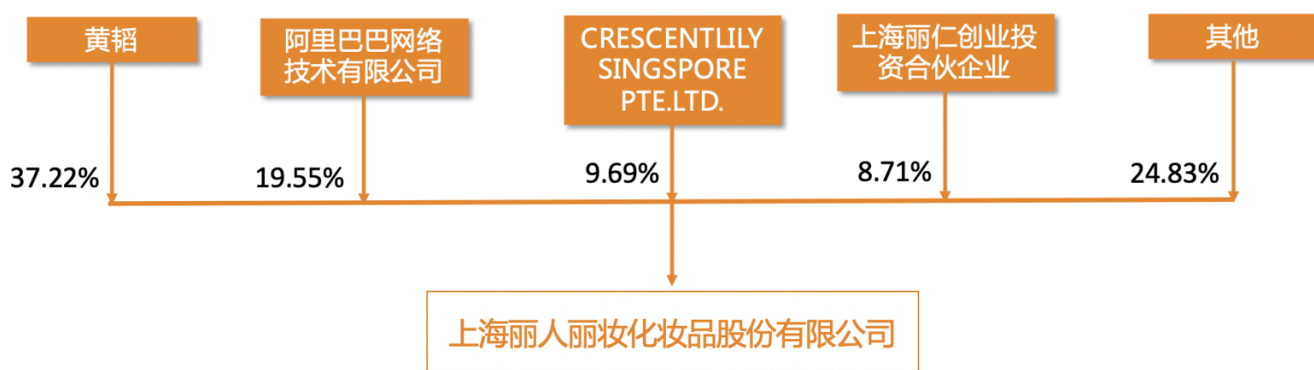 黄韬
阿里巴巴网络
技术有限公司
CRESCENTLILY
SINGSPORE
PTE.LTD.
上海丽仁创业投
资合伙企业
其他
37.22%
19.55%
9.69%
8.71%
24.83%
上海丽人丽妆化妆品股份有限公司